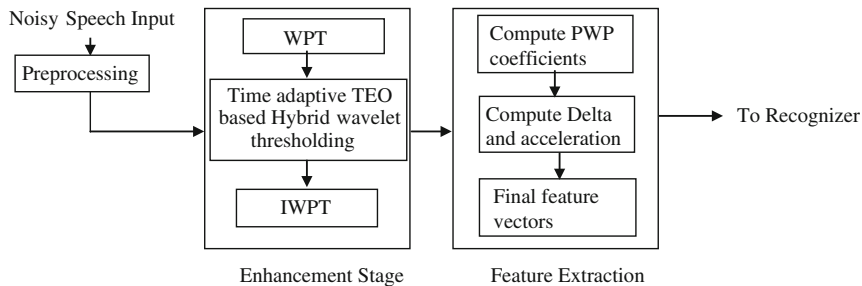 Noisy Speech Input
Preprocessing
WPT
Time adaptive TEO
based Hybrid wavelet
thresholding
IWPT
Enhancement Stage
Compute PWP
coefficients
Compute Delta
and acceleration
Final feature
vectors
Feature Extraction
To Recognizer